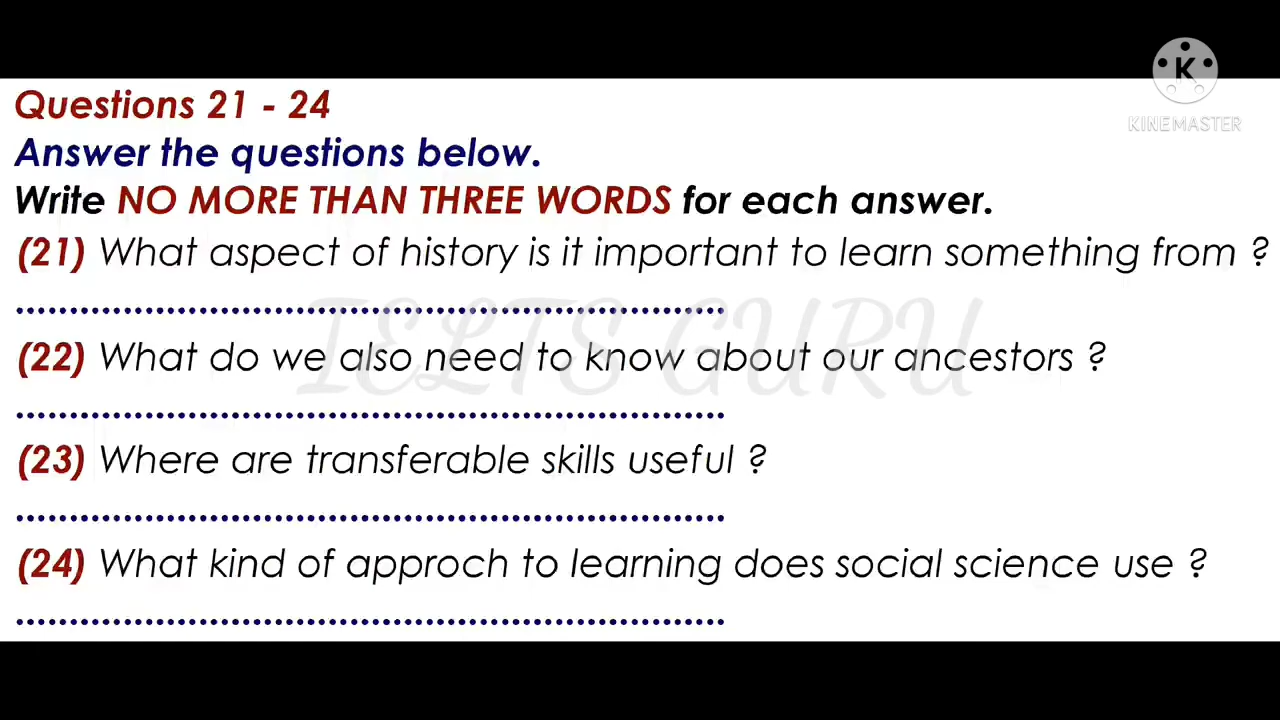 K
KINEMASTER
Questions 21 - 24
Answer the questions below.
Write NO MORE THAN THREE WORDS for each answer.
(21) What aspect of history is it important to learn something from ?
IELTS GURU
(22) What do we also need to know about our ancestors ?
(23) Where are transferable skills useful ?
(24) What kind of approch to learning does social science use ?